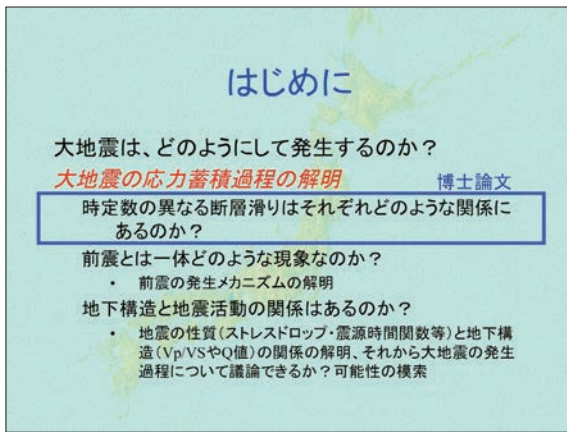 はじめに
大地震は、どのようにして発生するのか？
大地震の応力蓄積過程の解明
博士論文
時定数の異なる断層滑りはそれぞれどのような関係に
あるのか？
前震とは一体どのような現象なのか？
・ 前震の発生メカニズムの解明
地下構造と地震活動の関係はあるのか？
・ 地震の性質(ストレスドロップ・震源時間関数等)と地下構
造(Vp/VSやQ値)の関係の解明、それから大地震の発生
過程について議論できるか？可能性の模索